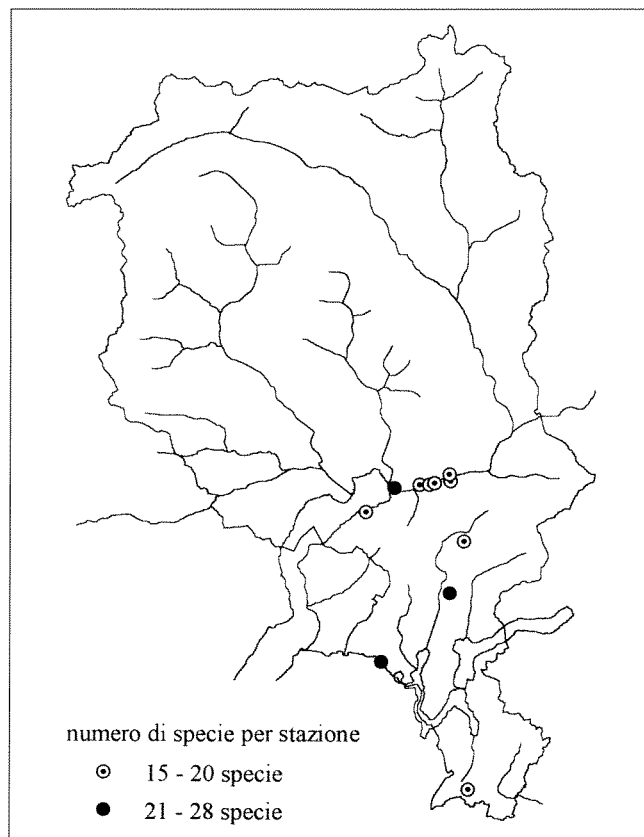 numero di specie per stazione
15 - 20 specie
21 - 28 specie